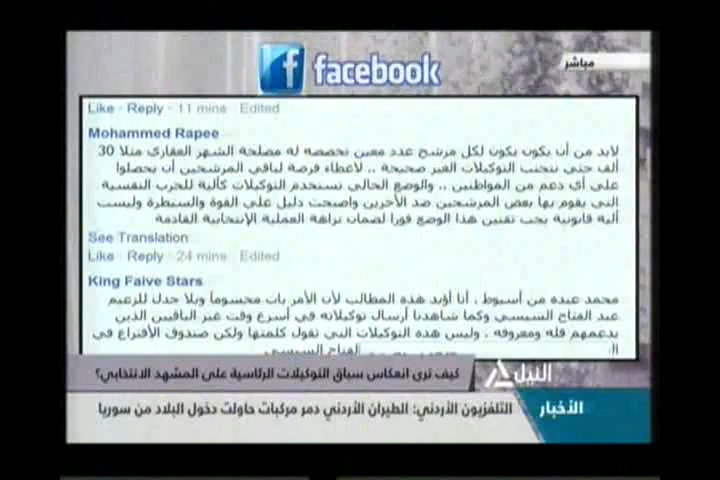 facebook
مباشر
Like · Reply · 11 mins · Edited
Mohammed Rapee
لابد من أن يكون يكون لكل مرشح عدد معين تخصصه له مصلحة الشهر العقاري مثلا 30
ألف حتى نتجنب التوكيلات الغير صحيحة .. لاعطاء فرصة لباقي المرشحين أن يحصلوا
على أي دعم من المواطنين .. والوضع الحالي تستخدم التوكيلات كألية للحرب النفسية
التي يقوم بها بعض المرشحين ضد الأخرين واصبحت دليل على القوة والسيطرة وليست
ألية قانونية يجب تقنين هذا الوضع فورا لضمان نزاهة العملية الإنتخابية القادمة
See Translation
Like · Reply · 24 mins · Edited
King Faive Stars
محمد عبده من أسيوط ، أنا أؤيد هذه المطالب لأن الأمر بات محسوماً وبلا جدل للزعيم
عبد الفتاح السيسي وكما شاهدنا أرسال توكيلاته في أسرع وقت غير الباقيين الذين
يدعمهم قله ومعروفه ، وليس هذه التوكيلات التي تقول كلمتها ولكن صندوق الأقتراع في
الفتاح السيسي
كيف ترى انعكاس سباق التوكيلات الرئاسية على المشهد الانتخابي؟
النيل
الأخبار
التلفزيون الأردني: الطيران الأردني دمر مركبات حاولت دخول البلاد من سوريا